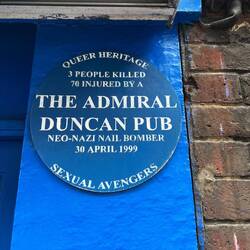 QUEER HERITAGE
3 PEOPLE KILLED
70 INJURED BY A
THE ADMIRAL
DUNCAN PUB
NEO-NAZI NAIL BOMBER
30 APRIL 1999
SEXUAL AVENGERS